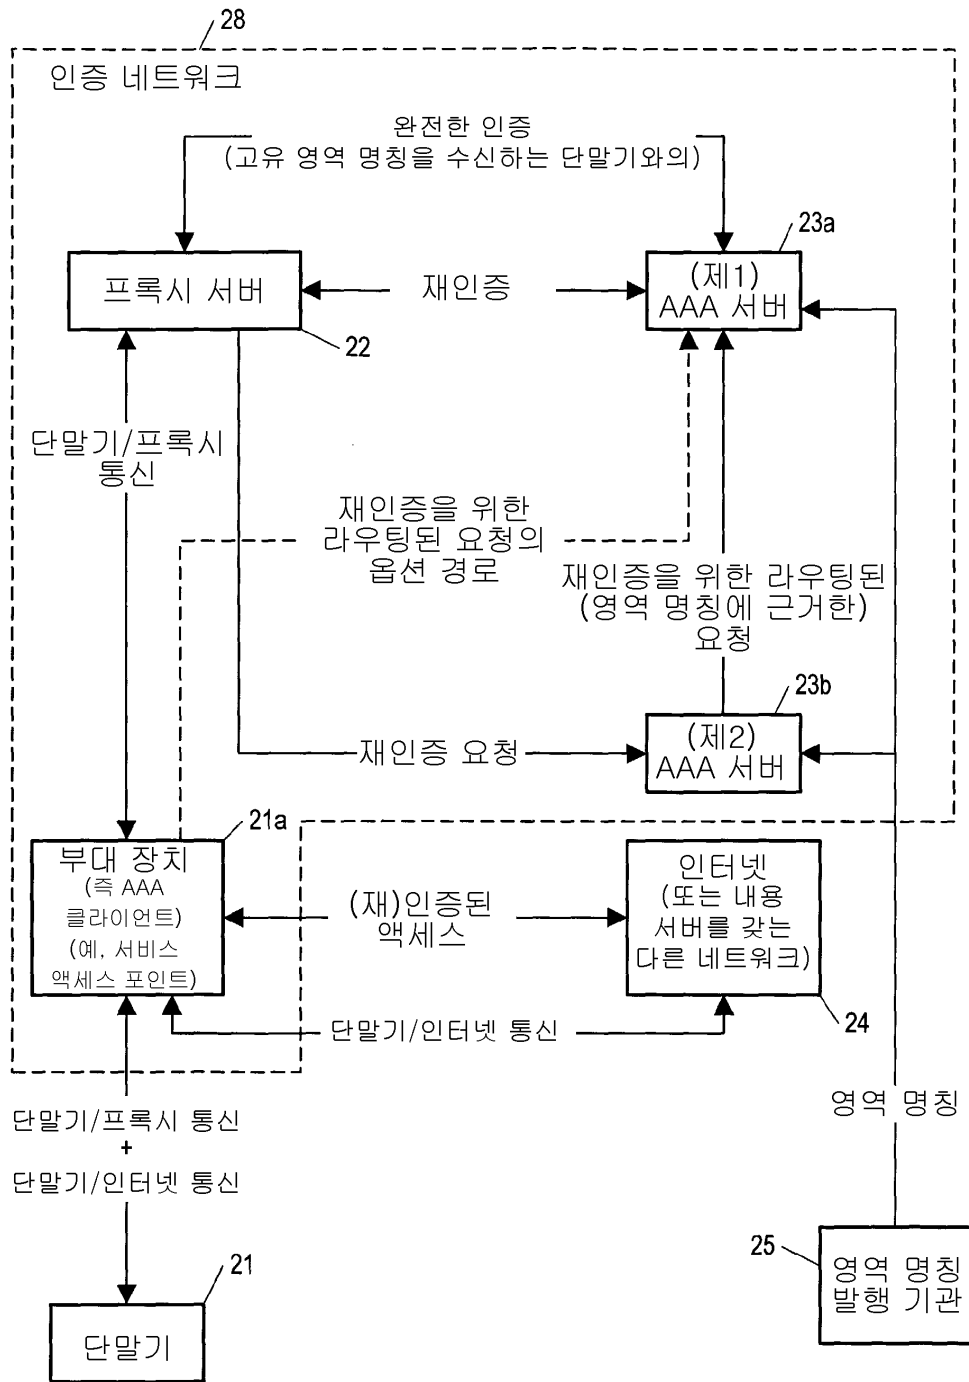 28
인증 네트워크
완전한 인증
(고유 영역 명칭을 수신하는 단말기와의)
23a
프록시 서버
재인증
(제1)
AAA 서버
22
단말기/프록시
통신
재인증을 위한
라우팅된 요청의
옵션 경로
재인증을 위한 라우팅된
(영역 명칭에 근거한)
요청
23b
재인증 요청
(제2)
AAA 서버
21a
부대 장치
(즉 AAA
클라이언트)
(예, 서비스
액세스 포인트)
(재)인증된
액세스
인터넷
(또는 내용
서버를 갖는
다른 네트워크)
단말기/인터넷 통신
24
영역 명칭
단말기/프록시 통신
+
단말기/인터넷 통신
21
단말기
25
영역 명칭
발행 기관